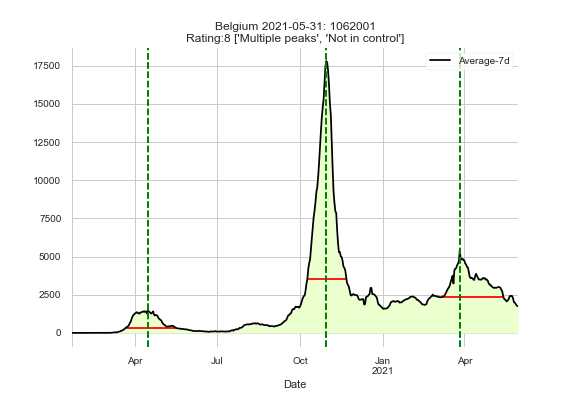 Belgium 2021-05-31: 1062001
Rating:8 ['Multiple peaks', 'Not in control']
Average-7d
17500
15000
12500
10000
7500
5000
2500
0
Apr
Jul
Oct
Jan
2021
Apr
Date